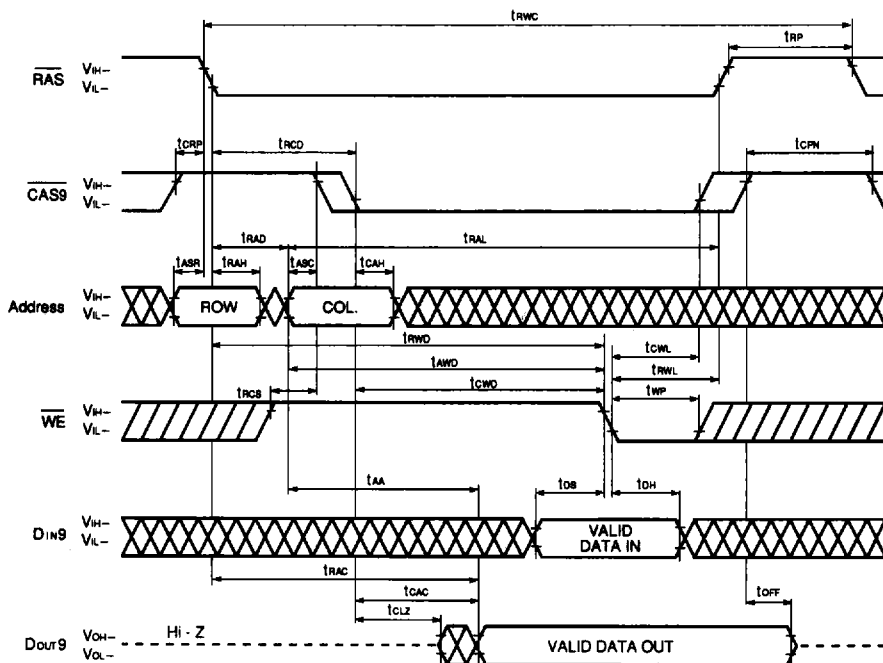 tRWC
tRP
RAS VIH– VIL–
tCRP tRCD tCPN
CAS9 VIH– VIL–
tRAD tRAL
tASR tRAH tASC tCAH
Address VIH– VIL– ROW COL.
tRWD tCWL
tAWD tRWL
tRCS tCWD tWP
WE VIH– VIL–
tAA tDS tDH
DIN9 VIH– VIL– VALID DATA IN
tRAC
tCAC
tCLZ tOFF
DOUT9 VOH– VOL– Hi - Z VALID DATA OUT